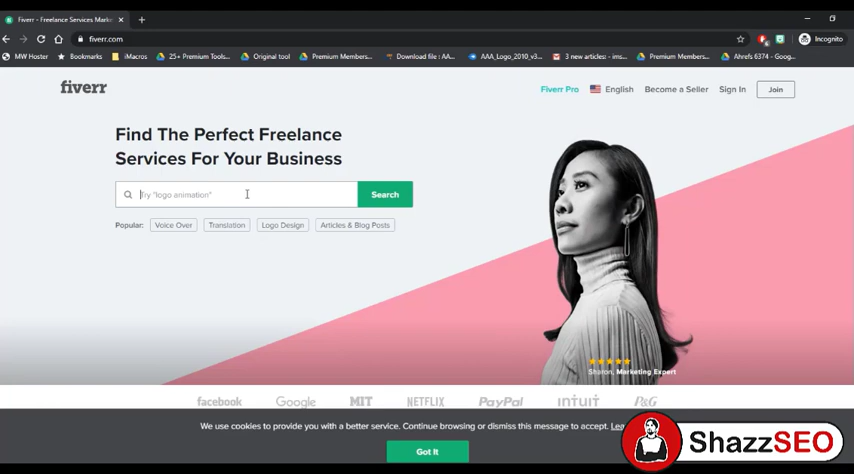 Fiverr - Freelance Services Marke
fiverr.com
Incognito
MW Hoster
Bookmarks
iMacros
25+ Premium Tools...
Original tool
Premium Members...
Download file : AA...
AAA_Logo_2010_v3...
3 new articles: - ims...
Premium Members...
Ahrefs 6374 - Goog...
fiverr
Fiverr Pro
English
Become a Seller
Sign In
Join
Find The Perfect Freelance
Services For Your Business
Try "logo animation"
Search
Popular:
Voice Over
Translation
Logo Design
Articles & Blog Posts
Sharon, Marketing Expert
facebook
Google
MIT
NETFLIX
PayPal
intuit
P&G
We use cookies to provide you with a better service. Continue browsing or dismiss this message to accept. Lea
Got It
ShazzSEO